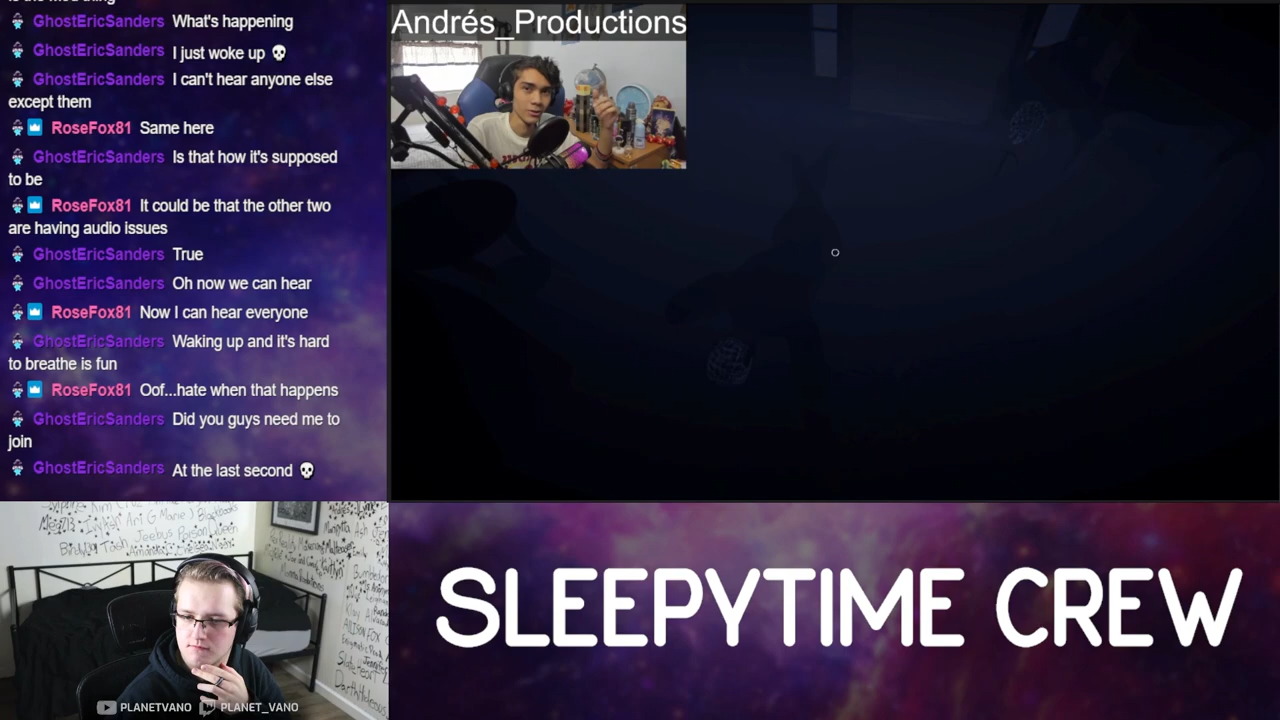 GhostEricSanders What's happening
GhostEricSanders I just woke up 💀
GhostEricSanders I can't hear anyone else
except them
RoseFox81 Same here
GhostEricSanders Is that how it's supposed
to be
RoseFox81 It could be that the other two
are having audio issues
GhostEricSanders True
GhostEricSanders Oh now we can hear
RoseFox81 Now I can hear everyone
GhostEricSanders Waking up and it's hard
to breathe is fun
RoseFox81 Oof...hate when that happens
GhostEricSanders Did you guys need me to
join
GhostEricSanders At the last second 💀
Andrés_Productions
PLANETVANO PLANET_VANO
SLEEPYTIME CREW